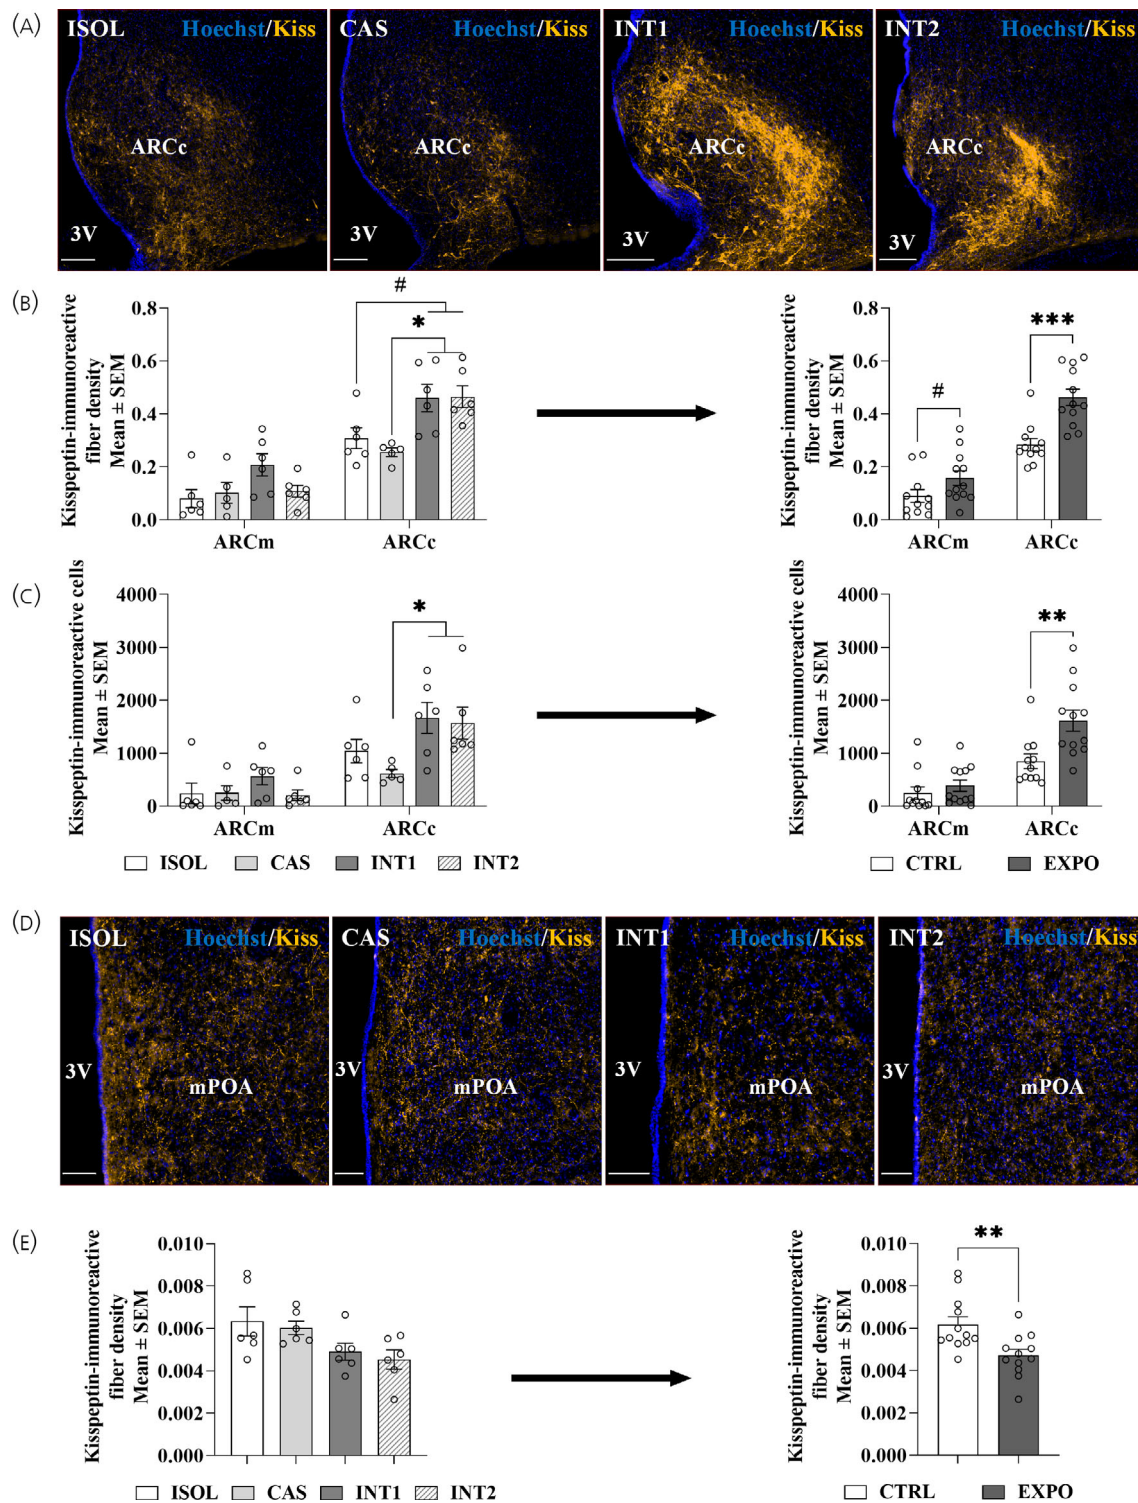 (A)
ISOL Hoechst/Kiss
CAS Hoechst/Kiss
INT1 Hoechst/Kiss
INT2 Hoechst/Kiss
ARCc
ARCc
ARCc
ARCc
3V
3V
3V
3V
(B)
Kisspeptin-immunoreactive
fiber density
Mean ± SEM
0.8
0.6
0.4
0.2
0.0
#
*
ARCm ARCc
Kisspeptin-immunoreactive
fiber density
Mean ± SEM
0.8
0.6
0.4
0.2
0.0
#
***
ARCm ARCc
(C)
Kisspeptin-immunoreactive cells
Mean ± SEM
4000
3000
2000
1000
0
*
ARCm ARCc
ISOL CAS INT1 INT2
Kisspeptin-immunoreactive cells
Mean ± SEM
4000
3000
2000
1000
0
**
ARCm ARCc
CTRL EXPO
(D)
ISOL Hoechst/Kiss
CAS Hoechst/Kiss
INT1 Hoechst/Kiss
INT2 Hoechst/Kiss
3V mPOA
3V mPOA
3V mPOA
3V mPOA
(E)
Kisspeptin-immunoreactive
fiber density
Mean ± SEM
0.010
0.008
0.006
0.004
0.002
0.000
ISOL CAS INT1 INT2
Kisspeptin-immunoreactive
fiber density
Mean ± SEM
0.010
0.008
0.006
0.004
0.002
0.000
**
CTRL EXPO